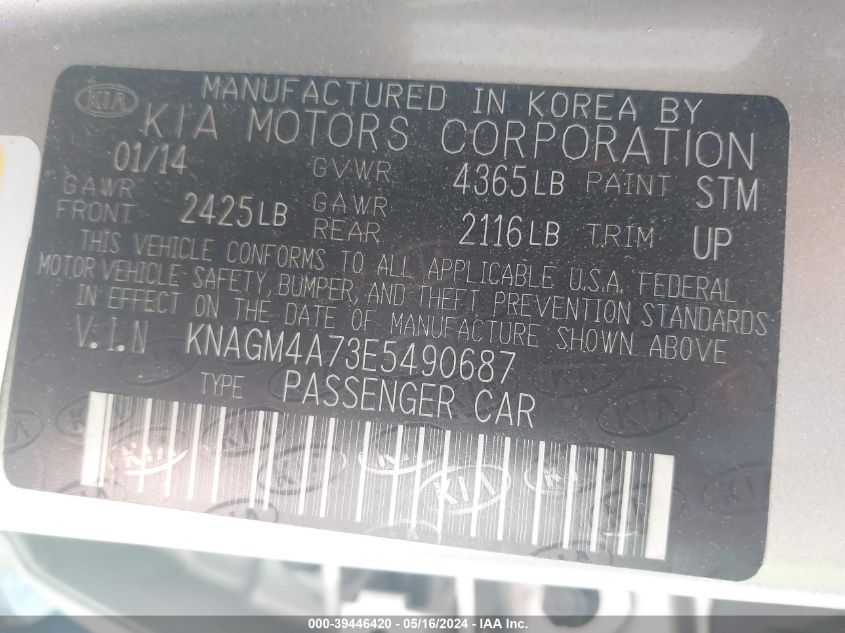 KIA
MANUFACTURED IN KOREA BY
KIA MOTORS CORPORATION
01/14 GVWR 4365LB PAINT STM
GAWR FRONT 2425LB GAWR REAR 2116LB TRIM UP
THIS VEHICLE CONFORMS TO ALL APPLICABLE U.S.A. FEDERAL
MOTOR VEHICLE SAFETY, BUMPER, AND THEFT PREVENTION STANDARDS
IN EFFECT ON THE DATE OF MANUFACTURE SHOWN ABOVE
V.I.N KNAGM4A73E5490687
TYPE PASSENGER CAR
KIA
KIA
000-39446420 - 05/16/2024 - IAA Inc.